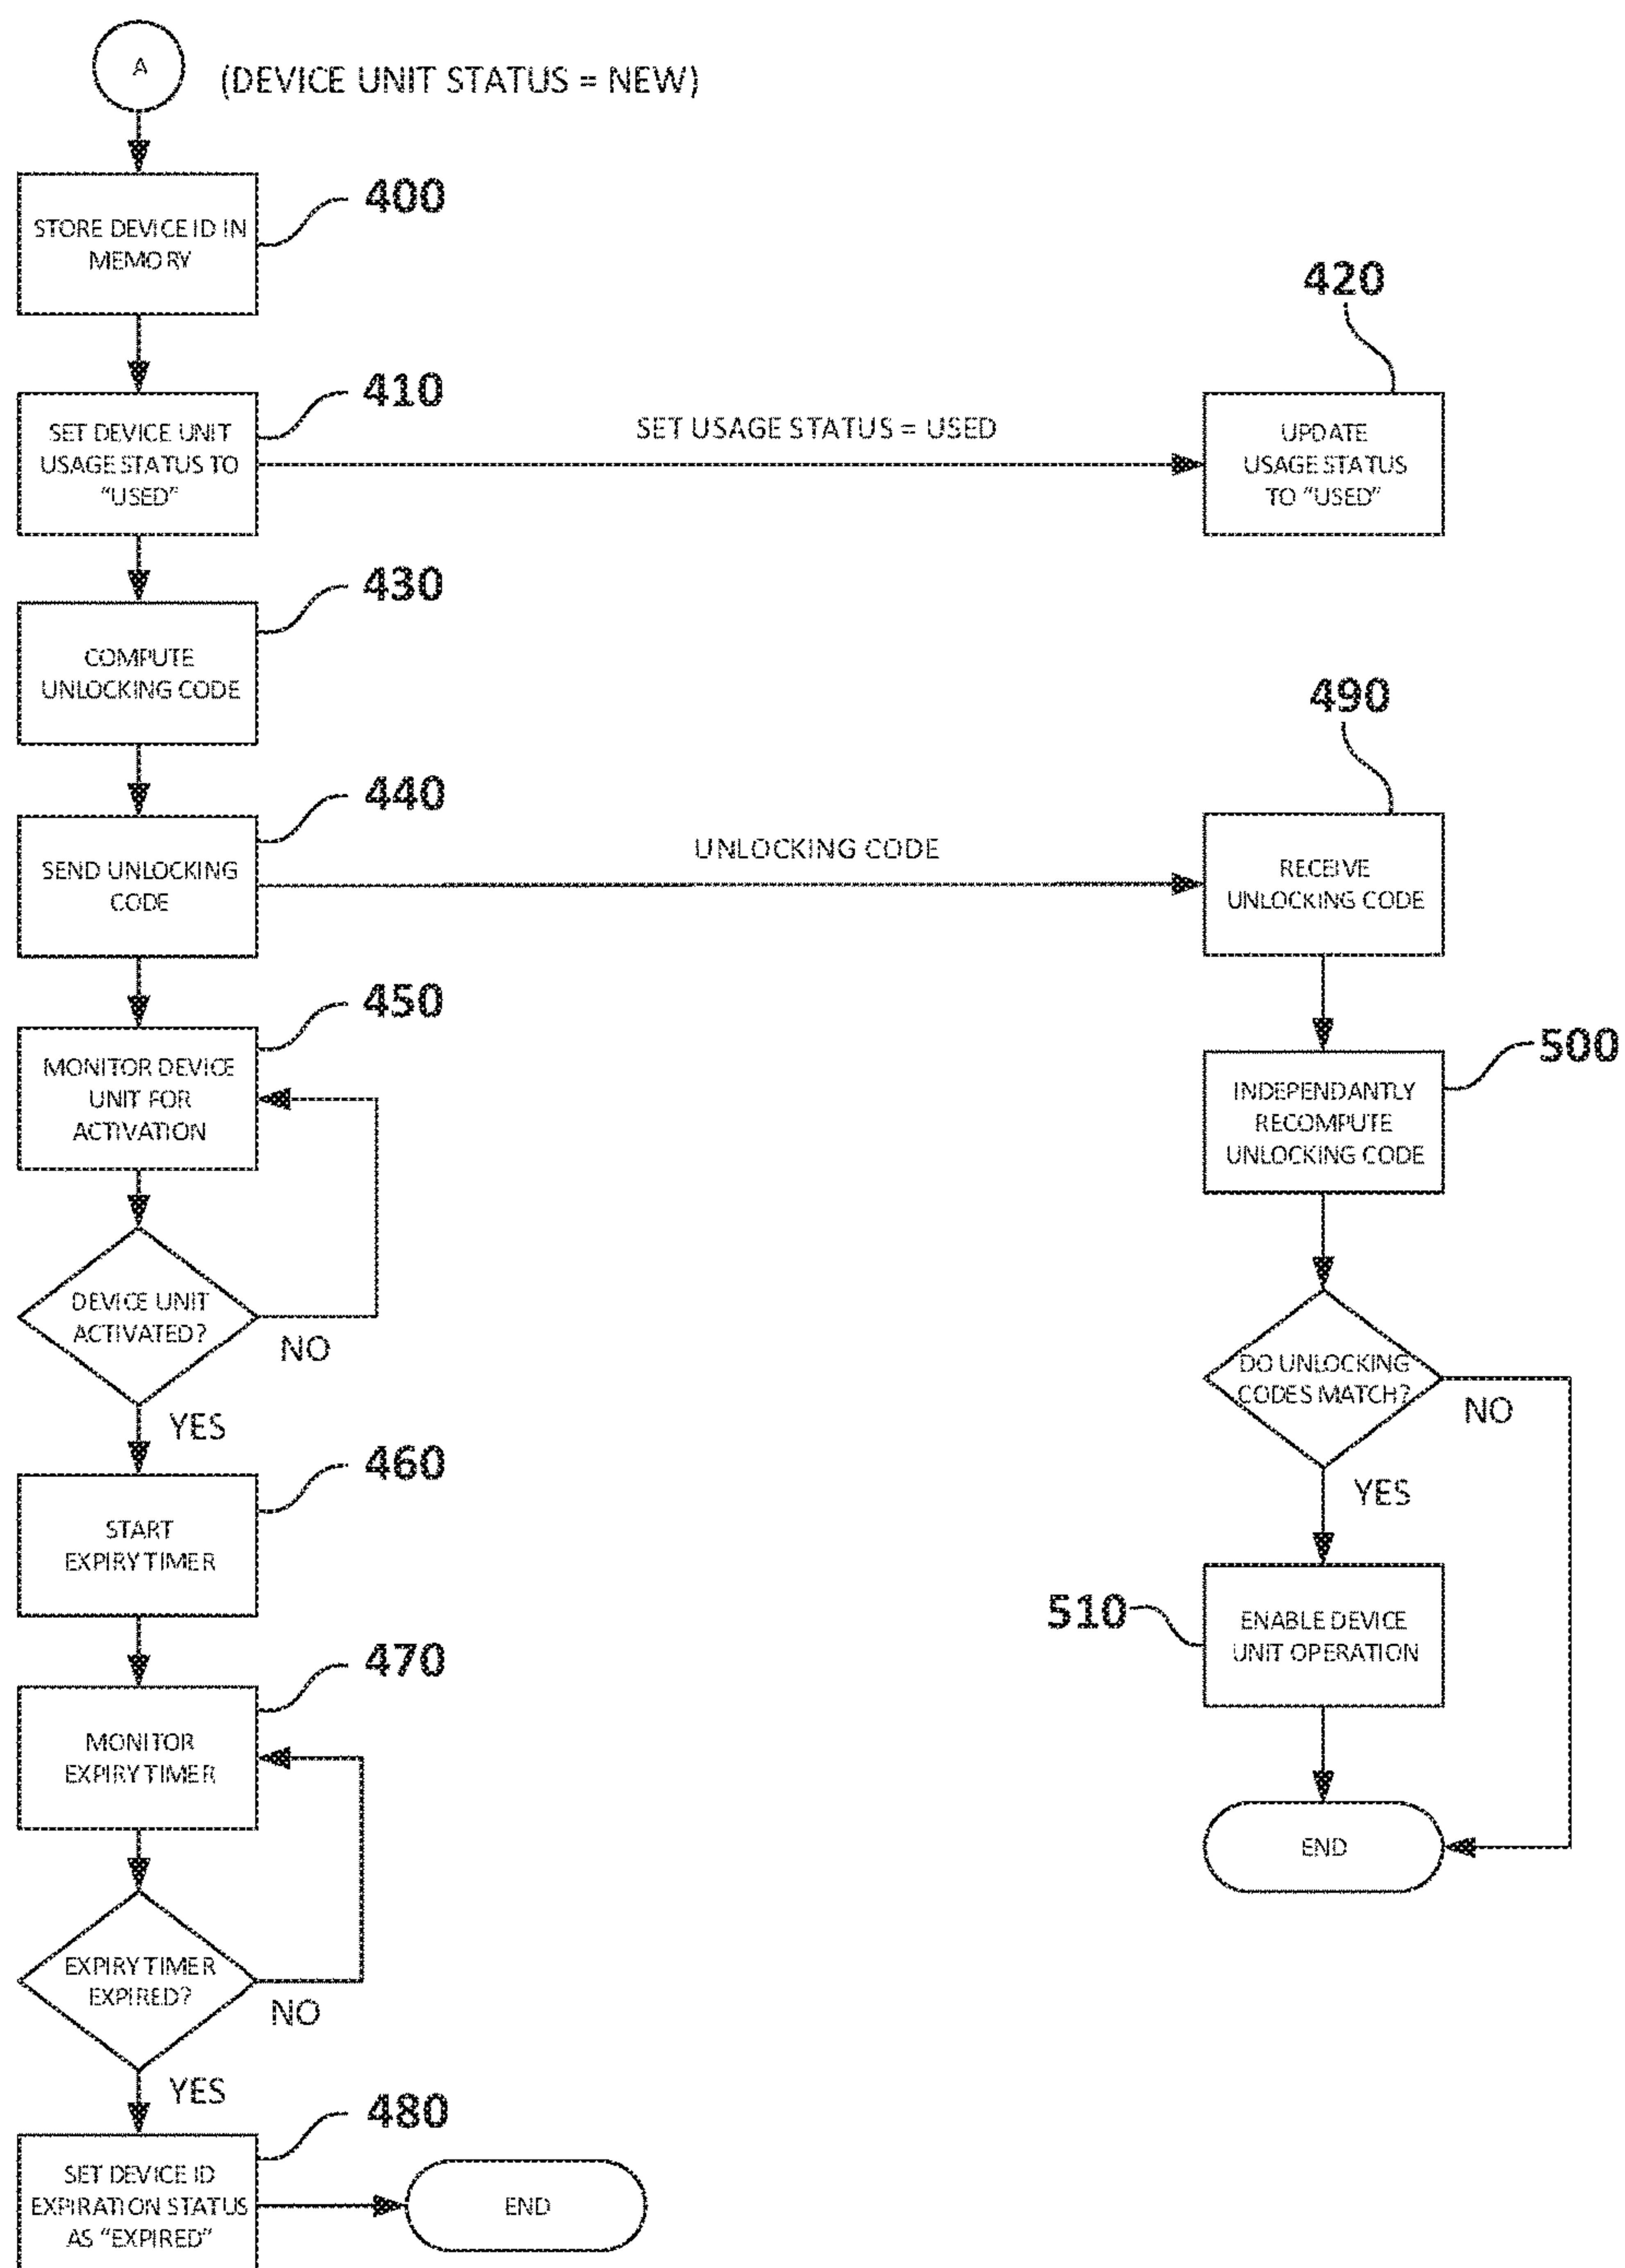 A
(DEVICE UNIT STATUS = NEW)
400
STORE DEVICE ID IN
MEMORY
420
410
SET DEVICE UNIT
USAGE STATUS TO
"USED"
SET USAGE STATUS = USED
UPDATE
USAGE STATUS
TO "USED"
430
COMPUTE
UNLOCKING CODE
490
440
SEND UNLOCKING
CODE
UNLOCKING CODE
RECEIVE
UNLOCKING CODE
450
MONITOR DEVICE
UNIT FOR
ACTIVATION
500
INDEPENDANTLY
RECOMPUTE
UNLOCKING CODE
DEVICE UNIT
ACTIVATED?
NO
YES
DO UNLOCKING
CODES MATCH?
NO
YES
460
START
EXPIRY TIMER
510
ENABLE DEVICE
UNIT OPERATION
470
MONITOR
EXPIRY TIMER
END
EXPIRY TIMER
EXPIRED?
NO
YES
480
SET DEVICE ID
EXPIRATION STATUS
AS "EXPIRED"
END